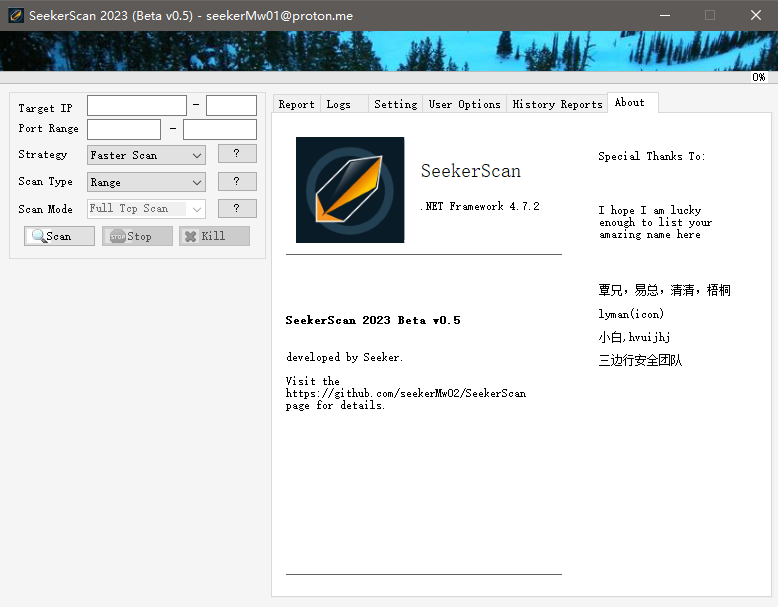 SeekerScan 2023 (Beta v0.5) - seekerMw01@proton.me
0%
Target IP -
Port Range -
Strategy Faster Scan ?
Scan Type Range ?
Scan Mode Full Tcp Scan ?
Scan STOP Stop Kill
Report Logs Setting User Options History Reports About
SeekerScan
.NET Framework 4.7.2
SeekerScan 2023 Beta v0.5
developed by Seeker.
Visit the
https://github.com/seekerMw02/SeekerScan
page for details.
Special Thanks To:
I hope I am lucky
enough to list your
amazing name here
覃兄，易总，清清，梧桐
lyman(icon)
小白,hvuijhj
三边行安全团队